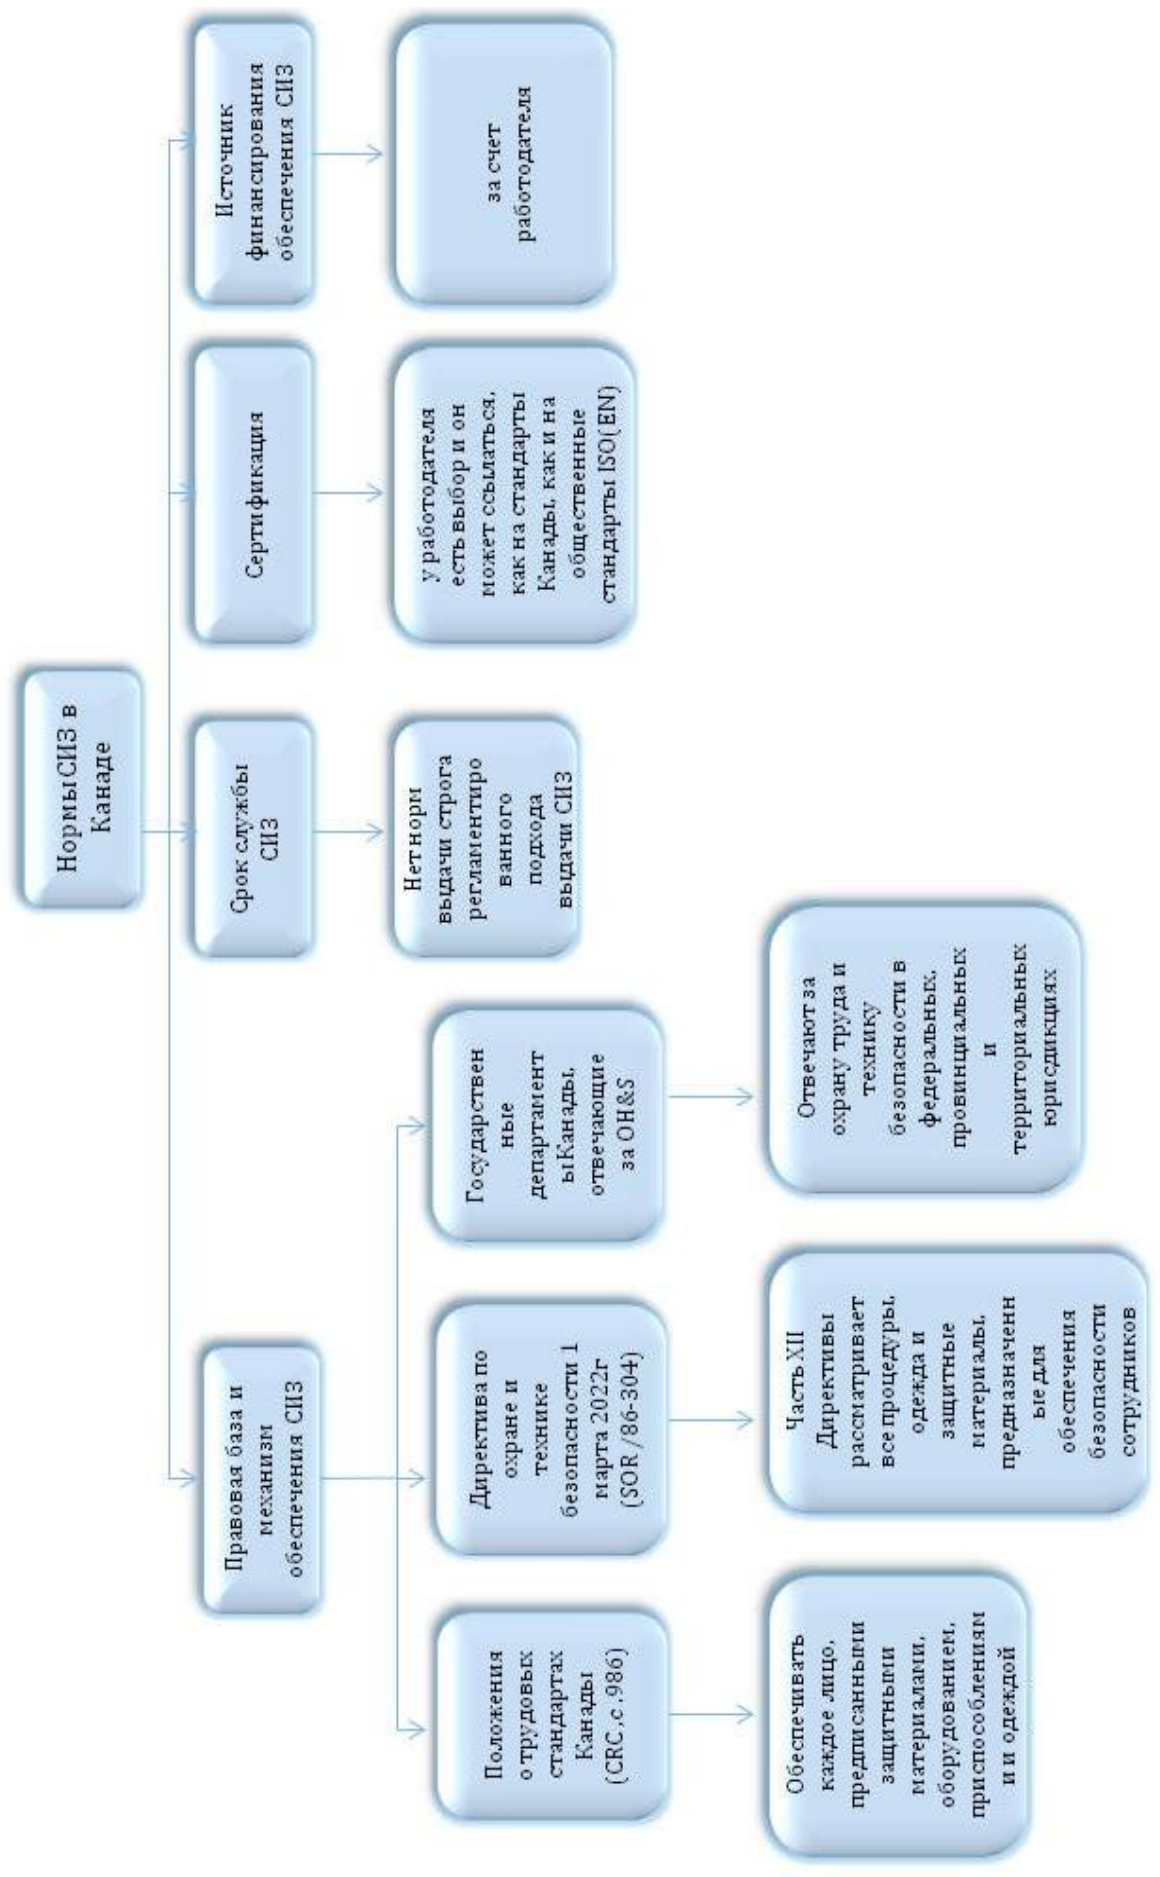 Нормы СИЗ в
Канаде
Правовая база и
механизм
обеспечения СИЗ
Срок службы
СИЗ
Сертификация
Источник
финансирования
обеспечения СИЗ
Положения
о трудовых
стандартах
Канады
(CRC, c .986)
Директива по
охране и
технике
безопасности 1
марта 2022г
(SOR /86-304)
Государствен
ные
департамент
ы Канады,
отвечающие
за OH&S
Нет норм
выдачи строга
регламентиро
ванного
подхода
выдачи СИЗ
у работодателя
есть выбор и он
может ссылаться,
как на стандарты
Канады, как и на
общественные
стандарты ISO(EN)
за счет
работодателя
Обеспечивать
каждое лицо,
предписанными
защитными
материалами,
оборудованием,
приспособлениям
и и одеждой
Часть XII
Директивы
рассматривает
все процедуры,
одежда и
защитные
материалы,
предназначенн
ые для
обеспечения
безопасности
сотрудников
Отвечают за
охрану труда и
технику
безопасности в
федеральных,
провинциальных
и
территориальных
юрисдикциях